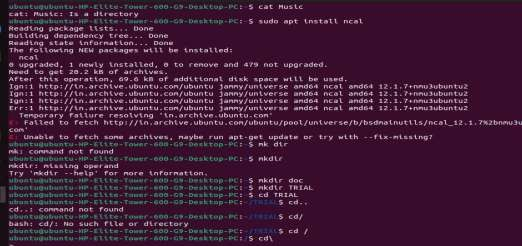 ubuntu@ubuntu-HP-Elite-Tower-600-G9-Desktop-PC:~$ cat Music
cat: Music: Is a directory
ubuntu@ubuntu-HP-Elite-Tower-600-G9-Desktop-PC:~$ sudo apt install ncal
Reading package lists... Done
Building dependency tree... Done
Reading state information... Done
The following NEW packages will be installed:
  ncal
0 upgraded, 1 newly installed, 0 to remove and 479 not upgraded.
Need to get 20.2 kB of archives.
After this operation, 69.6 kB of additional disk space will be used.
Ign:1 http://in.archive.ubuntu.com/ubuntu jammy/universe amd64 ncal amd64 12.1.7+nmu3ubuntu2
Ign:1 http://in.archive.ubuntu.com/ubuntu jammy/universe amd64 ncal amd64 12.1.7+nmu3ubuntu2
Ign:1 http://in.archive.ubuntu.com/ubuntu jammy/universe amd64 ncal amd64 12.1.7+nmu3ubuntu2
Err:1 http://in.archive.ubuntu.com/ubuntu jammy/universe amd64 ncal amd64 12.1.7+nmu3ubuntu2
  Temporary failure resolving 'in.archive.ubuntu.com'
E: Failed to fetch http://in.archive.ubuntu.com/ubuntu/pool/universe/b/bsdmainutils/ncal_12.1.7%2bnmu3ub
com'
E: Unable to fetch some archives, maybe run apt-get update or try with --fix-missing?
ubuntu@ubuntu-HP-Elite-Tower-600-G9-Desktop-PC:~$ mk dir
mk: command not found
ubuntu@ubuntu-HP-Elite-Tower-600-G9-Desktop-PC:~$ mkdir
mkdir: missing operand
Try 'mkdir --help' for more information.
ubuntu@ubuntu-HP-Elite-Tower-600-G9-Desktop-PC:~$ mkdir doc
ubuntu@ubuntu-HP-Elite-Tower-600-G9-Desktop-PC:~$ mkdir TRIAL
ubuntu@ubuntu-HP-Elite-Tower-600-G9-Desktop-PC:~$ cd TRIAL
ubuntu@ubuntu-HP-Elite-Tower-600-G9-Desktop-PC:~/TRIAL$ cd..
cd..: command not found
ubuntu@ubuntu-HP-Elite-Tower-600-G9-Desktop-PC:~/TRIAL$ cd/
bash: cd/: No such file or directory
ubuntu@ubuntu-HP-Elite-Tower-600-G9-Desktop-PC:~/TRIAL$ cd /
ubuntu@ubuntu-HP-Elite-Tower-600-G9-Desktop-PC:/$ cd\